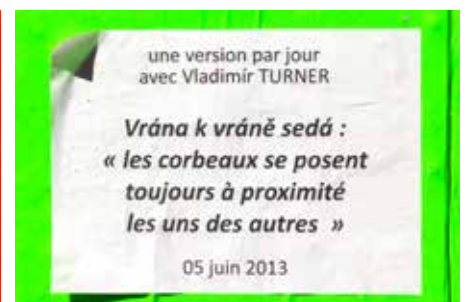 une version par jour
avec Vladimír TURNER
Vrána k vráně sedá :
« les corbeaux se posent
toujours à proximité
les uns des autres »
05 juin 2013